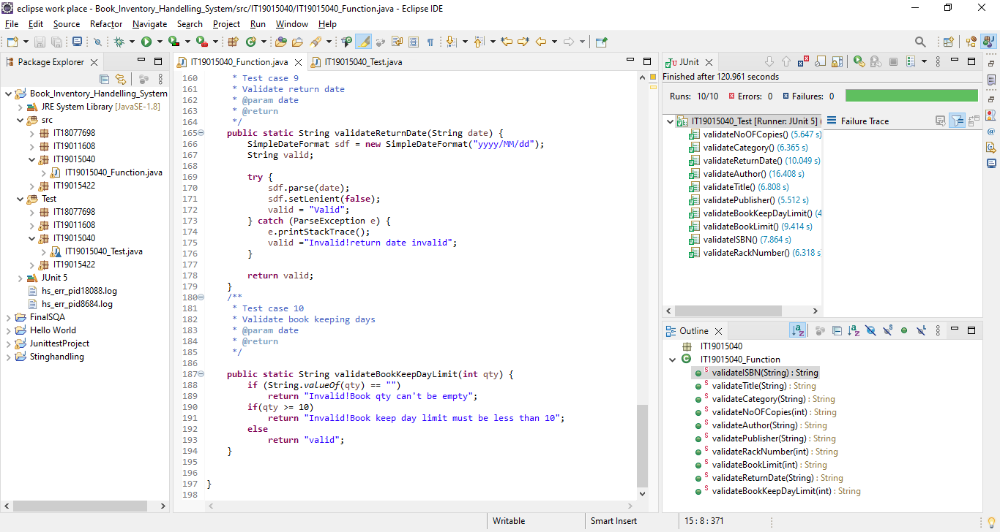 eclipse work place - Book_Inventory_Handelling_System/src/IT19015040/IT19015040_Function.java - Eclipse IDE
File Edit Source Refactor Navigate Search Project Run Window Help
Package Explorer
Book_Inventory_Handelling_System
JRE System Library [JavaSE-1.8]
src
IT18077698
IT19011608
IT19015040
IT19015040_Function.java
IT19015422
Test
IT18077698
IT19011608
IT19015040
IT19015040_Test.java
IT19015422
JUnit 5
hs_err_pid18088.log
hs_err_pid8684.log
FinalSQA
Hello World
JunittestProject
Stinghandling
IT19015040_Function.java IT19015040_Test.java
160 * Test case 9
161 * Validate return date
162 * @param date
163 * @return
164 */
165 public static String validateReturnDate(String date) {
166 SimpleDateFormat sdf = new SimpleDateFormat("yyyy/MM/dd");
167 String valid;
168
169 try {
170 sdf.parse(date);
171 sdf.setLenient(false);
172 valid = "Valid";
173 } catch (ParseException e) {
174 e.printStackTrace();
175 valid ="Invalid!return date invalid";
176 }
177
178 return valid;
179 }
180 /**
181 * Test case 10
182 * Validate book keeping days
183 * @param date
184 * @return
185 */
186
187 public static String validateBookKeepDayLimit(int qty) {
188 if (String.valueOf(qty) == "")
189 return "Invalid!Book qty can't be empty";
190 if(qty >= 10)
191 return "Invalid!Book keep day limit must be less than 10";
192 else
193 return "valid";
194 }
195
196
197 }
198
JUnit
Finished after 120.961 seconds
Runs: 10/10 Errors: 0 Failures: 0
IT19015040_Test [Runner: JUnit 5] (
validateNoOFCopies() (5.647 s)
validateCategory() (6.365 s)
validateReturnDate() (10.049 s)
validateAuthor() (16.408 s)
validateTitle() (6.808 s)
validatePublisher() (5.512 s)
validateBookKeepDayLimit() (4
validateBookLimit() (9.414 s)
validateISBN() (7.864 s)
validateRackNumber() (6.318 s
Failure Trace
Outline
IT19015040
IT19015040_Function
validateISBN(String) : String
validateTitle(String) : String
validateCategory(String) : String
validateNoOFCopies(int) : String
validateAuthor(String) : String
validatePublisher(String) : String
validateRackNumber(int) : String
validateBookLimit(int) : String
validateReturnDate(String) : String
validateBookKeepDayLimit(int) : String
Writable Smart Insert 15 : 8 : 371